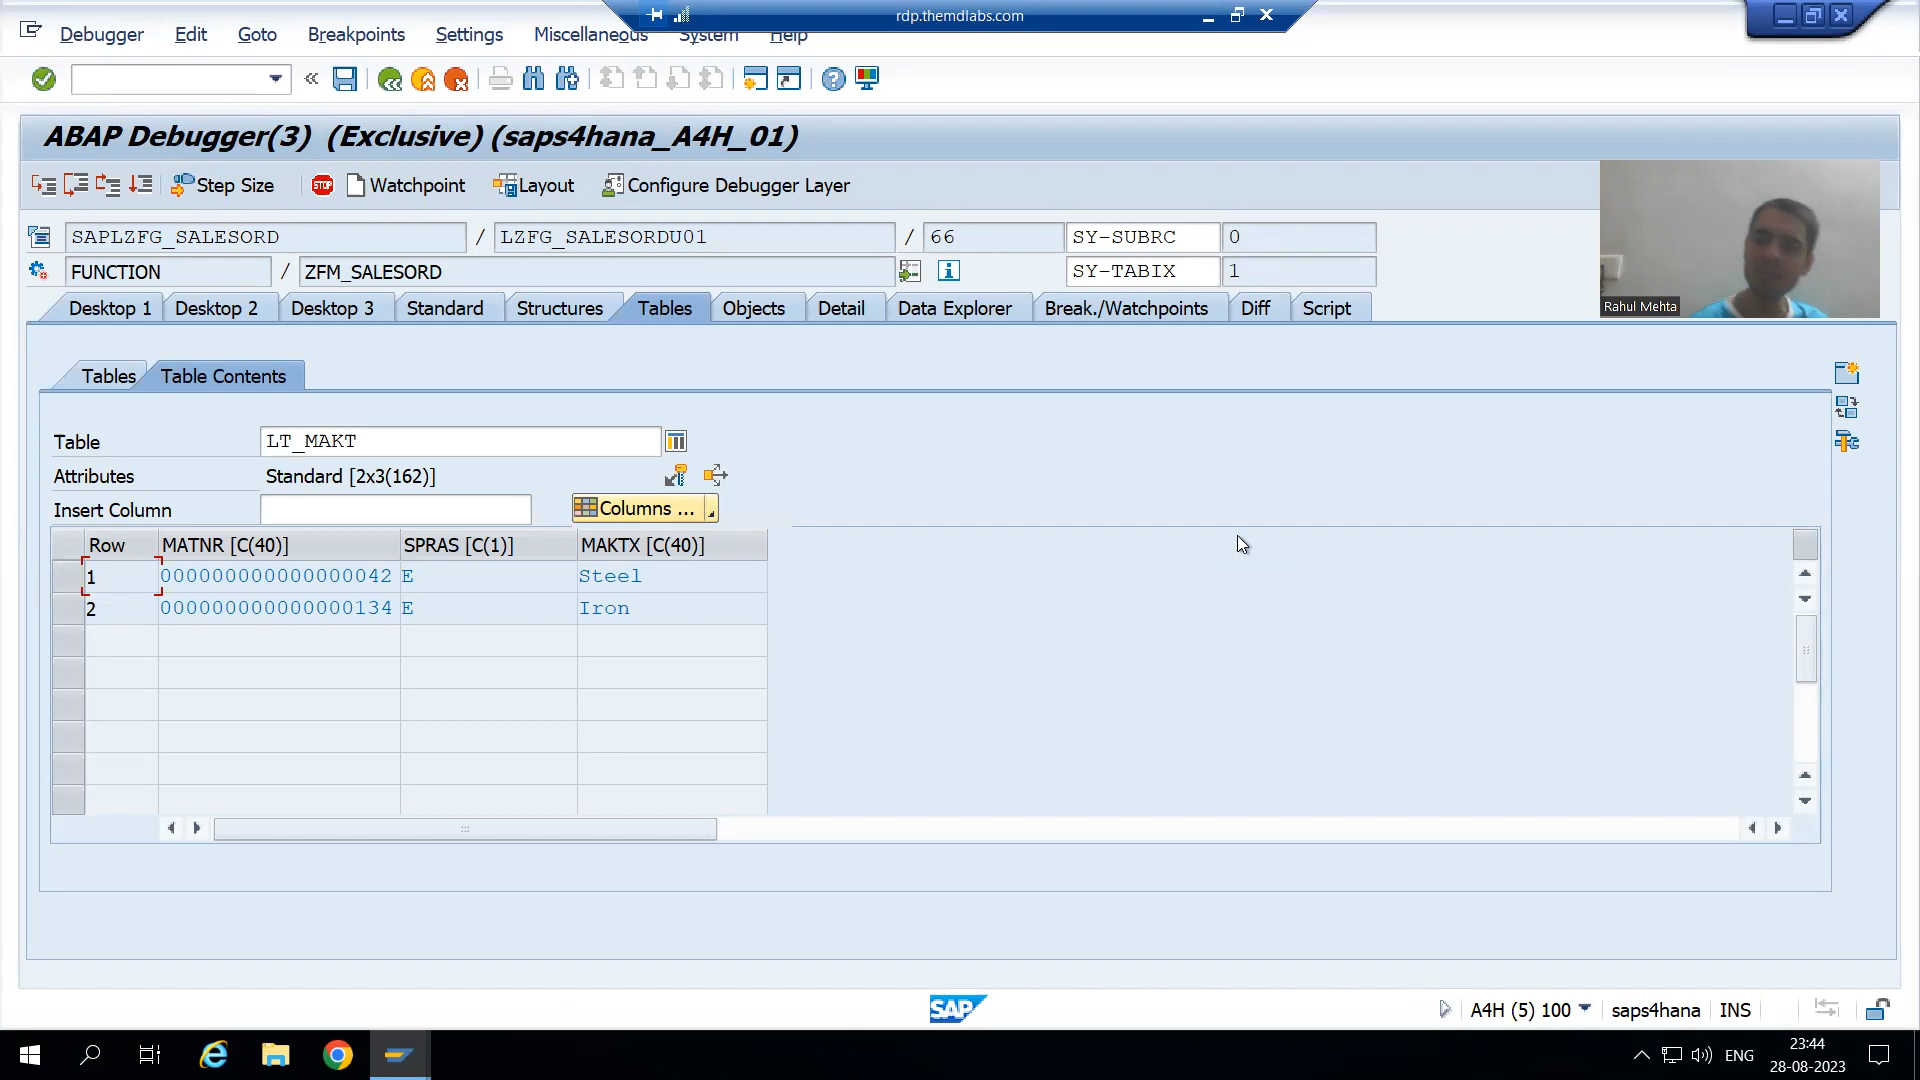 rdp.themdlabs.com
Debugger Edit Goto Breakpoints Settings Miscellaneous System Help
ABAP Debugger(3) (Exclusive) (saps4hana_A4H_01)
Step Size STOP Watchpoint Layout Configure Debugger Layer
SAPLZFG_SALESORD / LZFG_SALESORDU01 / 66 SY-SUBRC 0
FUNCTION / ZFM_SALESORD SY-TABIX 1
Rahul Mehta
Desktop 1 Desktop 2 Desktop 3 Standard Structures Tables Objects Detail Data Explorer Break./Watchpoints Diff Script
Tables Table Contents
Table LT_MAKT
Attributes Standard [2x3(162)]
Insert Column Columns ...
Row MATNR [C(40)] SPRAS [C(1)] MAKTX [C(40)]
1 000000000000000042 E Steel
2 000000000000000134 E Iron
SAP A4H (5) 100 saps4hana INS
ENG 23:44
28-08-2023